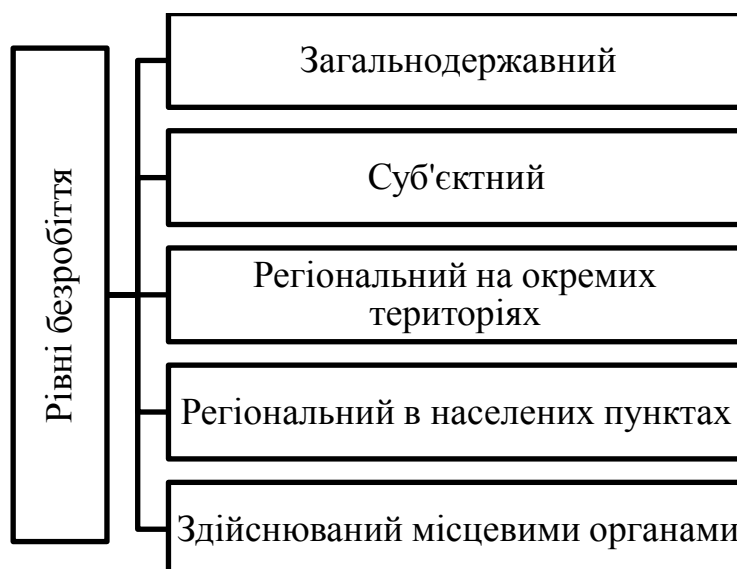 Рівні безробіття
Загальнодержавний
Суб'єктний
Регіональний на окремих
територіях
Регіональний в населених пунктах
Здійснюваний місцевими органами